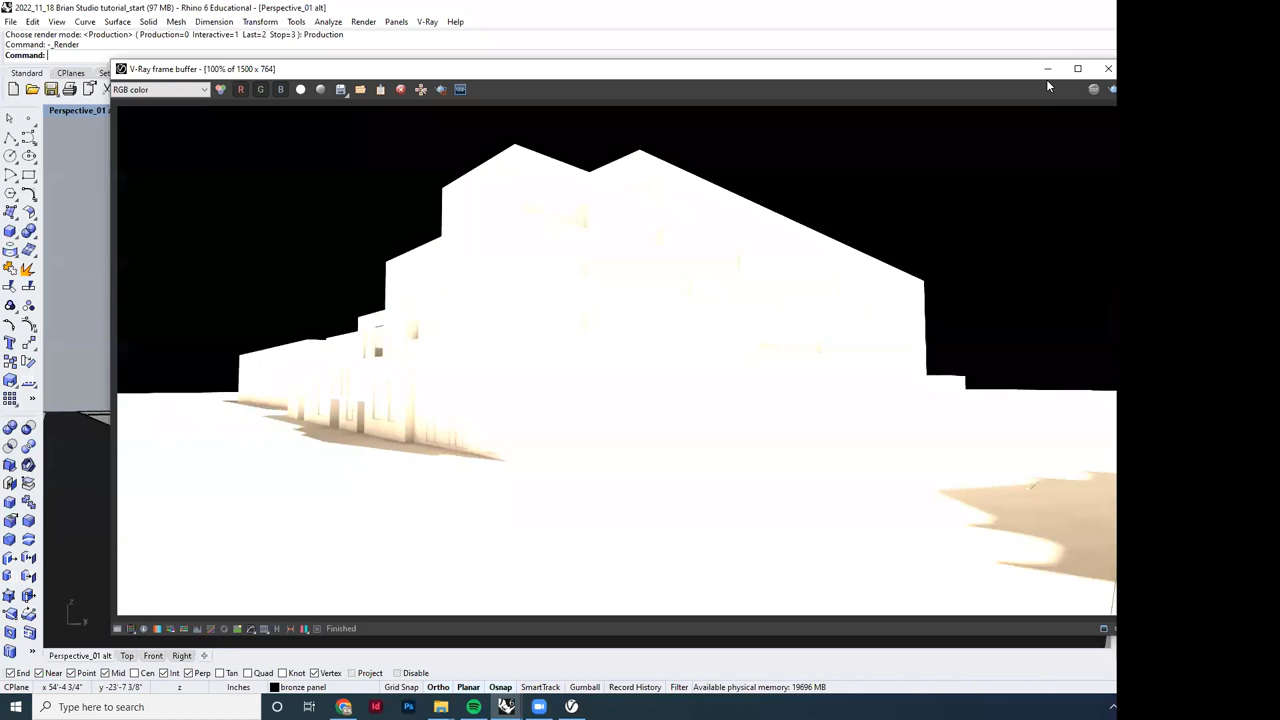 2022_11_18 Brian Studio tutorial_start (97 MB) - Rhino 6 Educational - [Perspective_01 alt]
File Edit View Curve Surface Solid Mesh Dimension Transform Tools Analyze Render Panels V-Ray Help
Choose render mode: <Production> ( Production=0 Interactive=1 Last=2 Stop=3 ): Production
Command: -_Render
Command:
Standard CPlanes Set
V-Ray frame buffer - [100% of 1500 x 764]
RGB color R G B
Perspective_01 a
H Finished
z
y
Perspective_01 alt Top Front Right
End Near Point Mid Cen Int Perp Tan Quad Knot Vertex Project Disable
CPlane x 54'-4 3/4" y -23'-7 3/8" z Inches bronze panel Grid Snap Ortho Planar Osnap SmartTrack Gumball Record History Filter Available physical memory: 19696 MB
Type here to search Id Ps